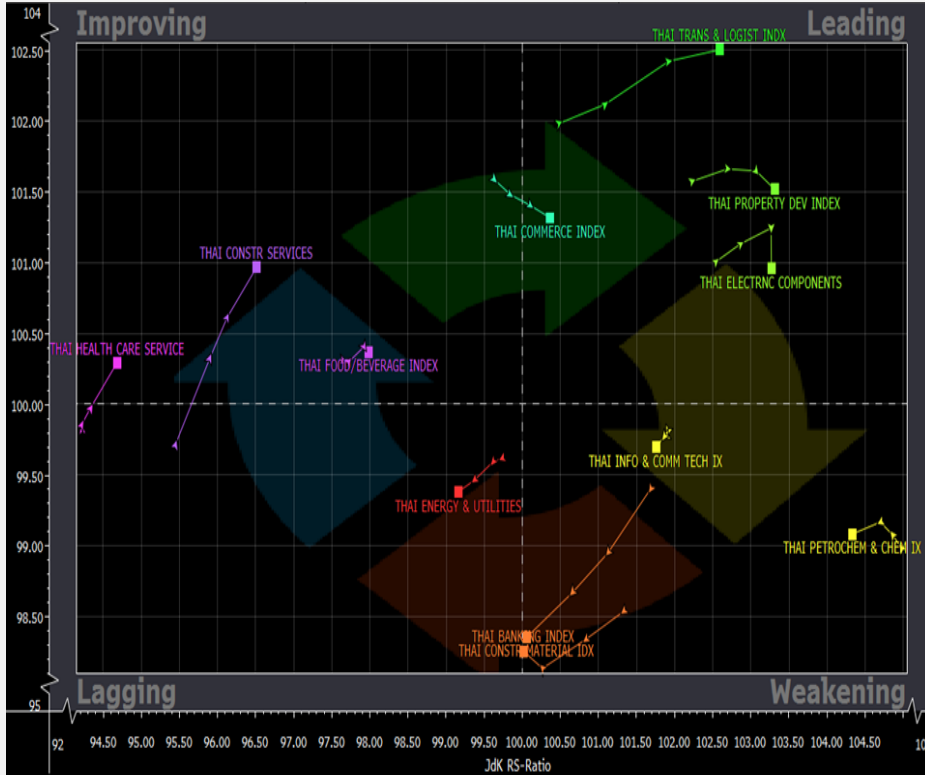 104
Improving
Leading
THAI TRANS & LOGIST INDX
102.50
102.00
101.50
THAI PROPERTY DEV INDEX
THAI COMMERCE INDEX
THAI CONSTR SERVICES
101.00
THAI ELECTRNC COMPONENTS
100.50
THAI HEALTH CARE SERVICE
THAI FOOD/BEVERAGE INDEX
100.00
99.50
THAI INFO & COMM TECH IX
THAI ENERGY & UTILITIES
99.00
THAI PETROCHEM & CHEM IX
98.50
THAI BANKING INDEX
THAI CONSTR MATERIAL IDX
95
Lagging
Weakening
92
94.50 95.00 95.50 96.00 96.50 97.00 97.50 98.00 98.50 99.00 99.50 100.00 100.50 101.00 101.50 102.00 102.50 103.00 103.50 104.00 104.50
JdK RS-Ratio